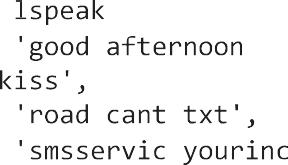 lspeak
'good afternoon
kiss',
'road cant txt',
'smsservic yourinc